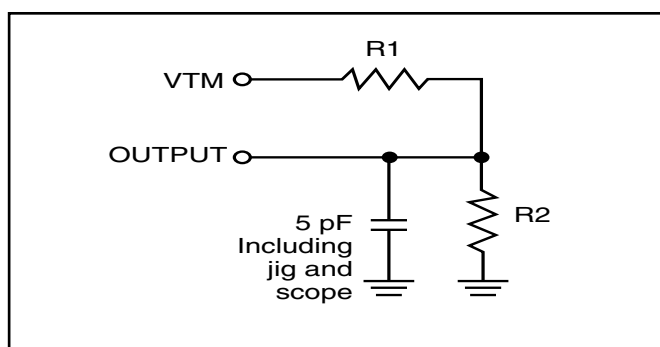 R1
VTM
OUTPUT
5 pF
Including
jig and
scope
R2